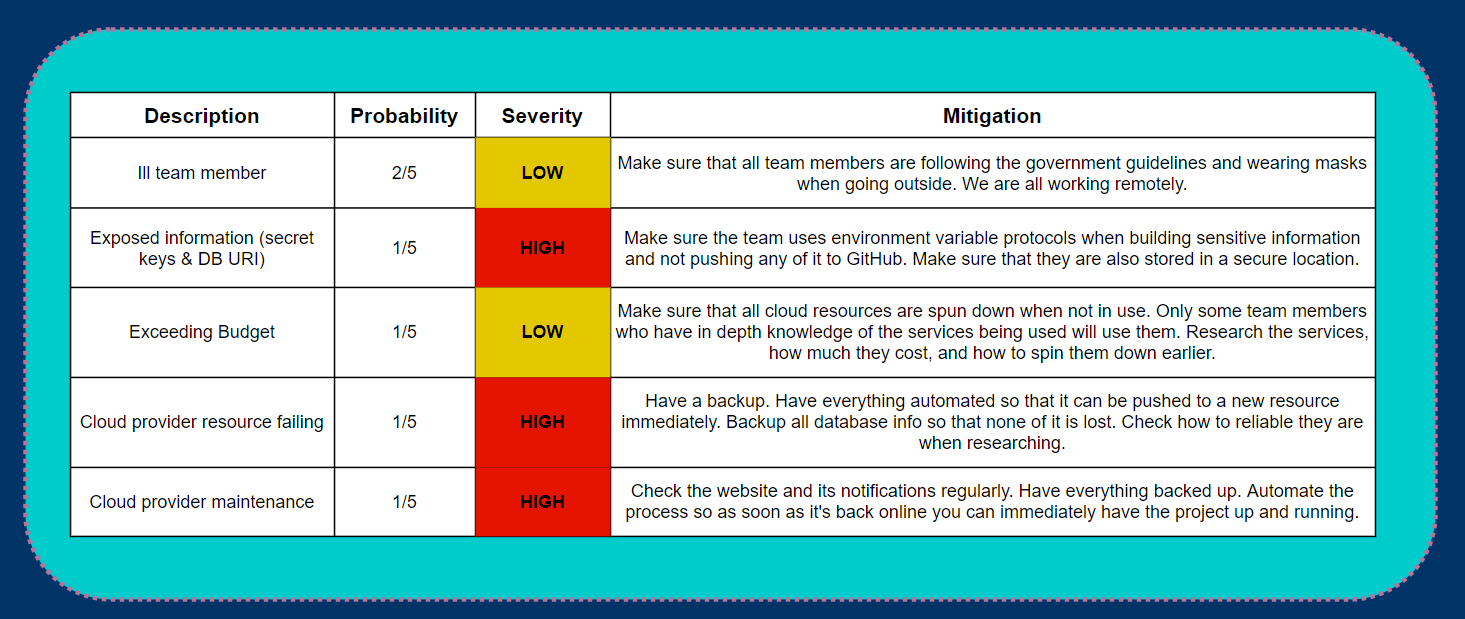 Description Probability Severity Mitigation
Ill team member 2/5 LOW Make sure that all team members are following the government guidelines and wearing masks
when going outside. We are all working remotely.
Exposed information (secret
keys & DB URI) 1/5 HIGH Make sure the team uses environment variable protocols when building sensitive information
and not pushing any of it to GitHub. Make sure that they are also stored in a secure location.
Exceeding Budget 1/5 LOW Make sure that all cloud resources are spun down when not in use. Only some team members
who have in depth knowledge of the services being used will use them. Research the services,
how much they cost, and how to spin them down earlier.
Cloud provider resource failing 1/5 HIGH Have a backup. Have everything automated so that it can be pushed to a new resource
immediately. Backup all database info so that none of it is lost. Check how to reliable they are
when researching.
Cloud provider maintenance 1/5 HIGH Check the website and its notifications regularly. Have everything backed up. Automate the
process so as soon as it's back online you can immediately have the project up and running.